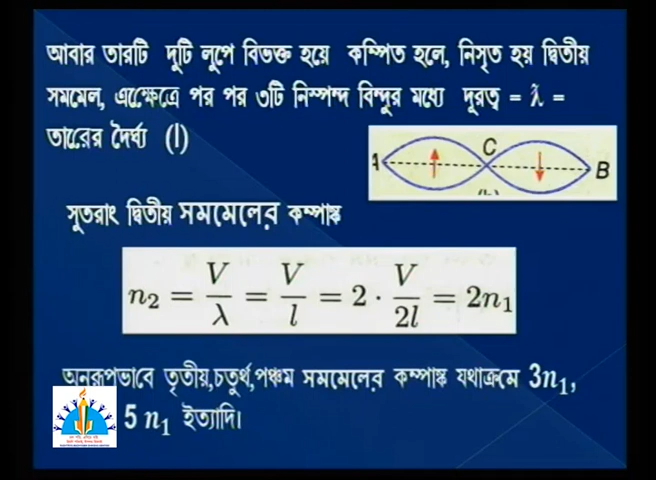 আবার তারটি দুটি লুপে বিভক্ত হয়ে কম্পিত হলে, নিসৃত হয় দ্বিতীয়
সমমেল, এক্ষেেত্রে পর পর ৩টি নিস্পন্দ বিন্দুর মধ্যে দূরত্ব = λ =
তারেের দৈর্ঘ্য (l)
A C B
সুতরাং দ্বিতীয় সমমেলের কম্পাঙ্ক
n₂ = V/λ = V/l = 2 · V/2l = 2n₁
অনুরূপভাবে তৃতীয়,চতুর্থ,পঞ্চম সমমেলের কম্পাঙ্ক যথাক্রমে 3n₁,
5 n₁ ইত্যাদি।